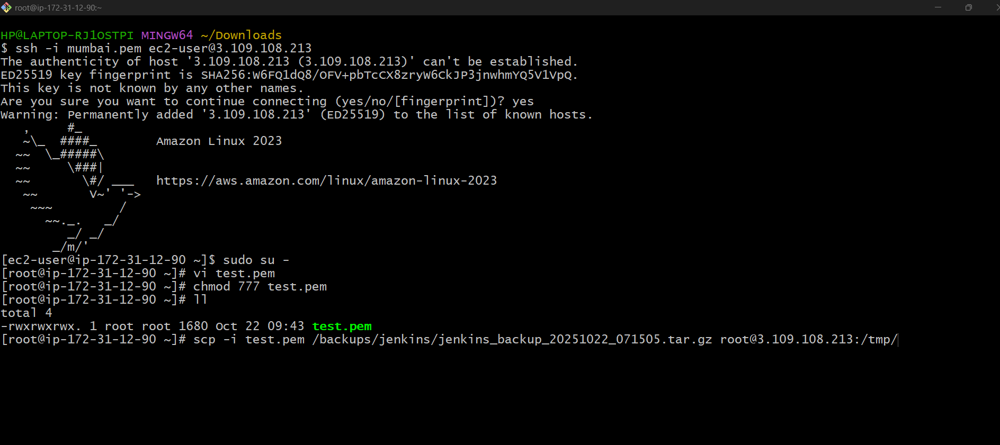 root@ip-172-31-12-90:~
HP@LAPTOP-RJ1OSTPI MINGW64 ~/Downloads
$ ssh -i mumbai.pem ec2-user@3.109.108.213
The authenticity of host '3.109.108.213 (3.109.108.213)' can't be established.
ED25519 key fingerprint is SHA256:W6FQ1dQ8/OFV+pbTcCX8zryW6CkJP3jnwhmYQ5V1VpQ.
This key is not known by any other names.
Are you sure you want to continue connecting (yes/no/[fingerprint])? yes
Warning: Permanently added '3.109.108.213' (ED25519) to the list of known hosts.
   ,     #_
   ~\_  ####_        Amazon Linux 2023
  ~~  \_#####\
  ~~     \###|
  ~~       \#/ ___   https://aws.amazon.com/linux/amazon-linux-2023
   ~~       V~' '->
    ~~~         /
      ~~._.   _/
         _/ _/
       _/m/'
[ec2-user@ip-172-31-12-90 ~]$ sudo su -
[root@ip-172-31-12-90 ~]# vi test.pem
[root@ip-172-31-12-90 ~]# chmod 777 test.pem
[root@ip-172-31-12-90 ~]# ll
total 4
-rwxrwxrwx. 1 root root 1680 Oct 22 09:43 test.pem
[root@ip-172-31-12-90 ~]# scp -i test.pem /backups/jenkins/jenkins_backup_20251022_071505.tar.gz root@3.109.108.213:/tmp/